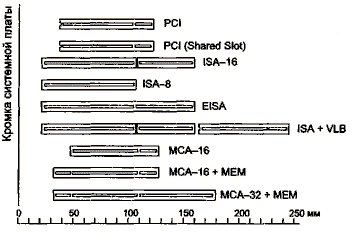 Кромка системной платы
PCI
PCI (Shared Slot)
ISA–16
ISA–8
EISA
ISA + VLB
MCA–16
MCA–16 + MEM
MCA–32 + MEM
0 50 100 150 200 250 мм